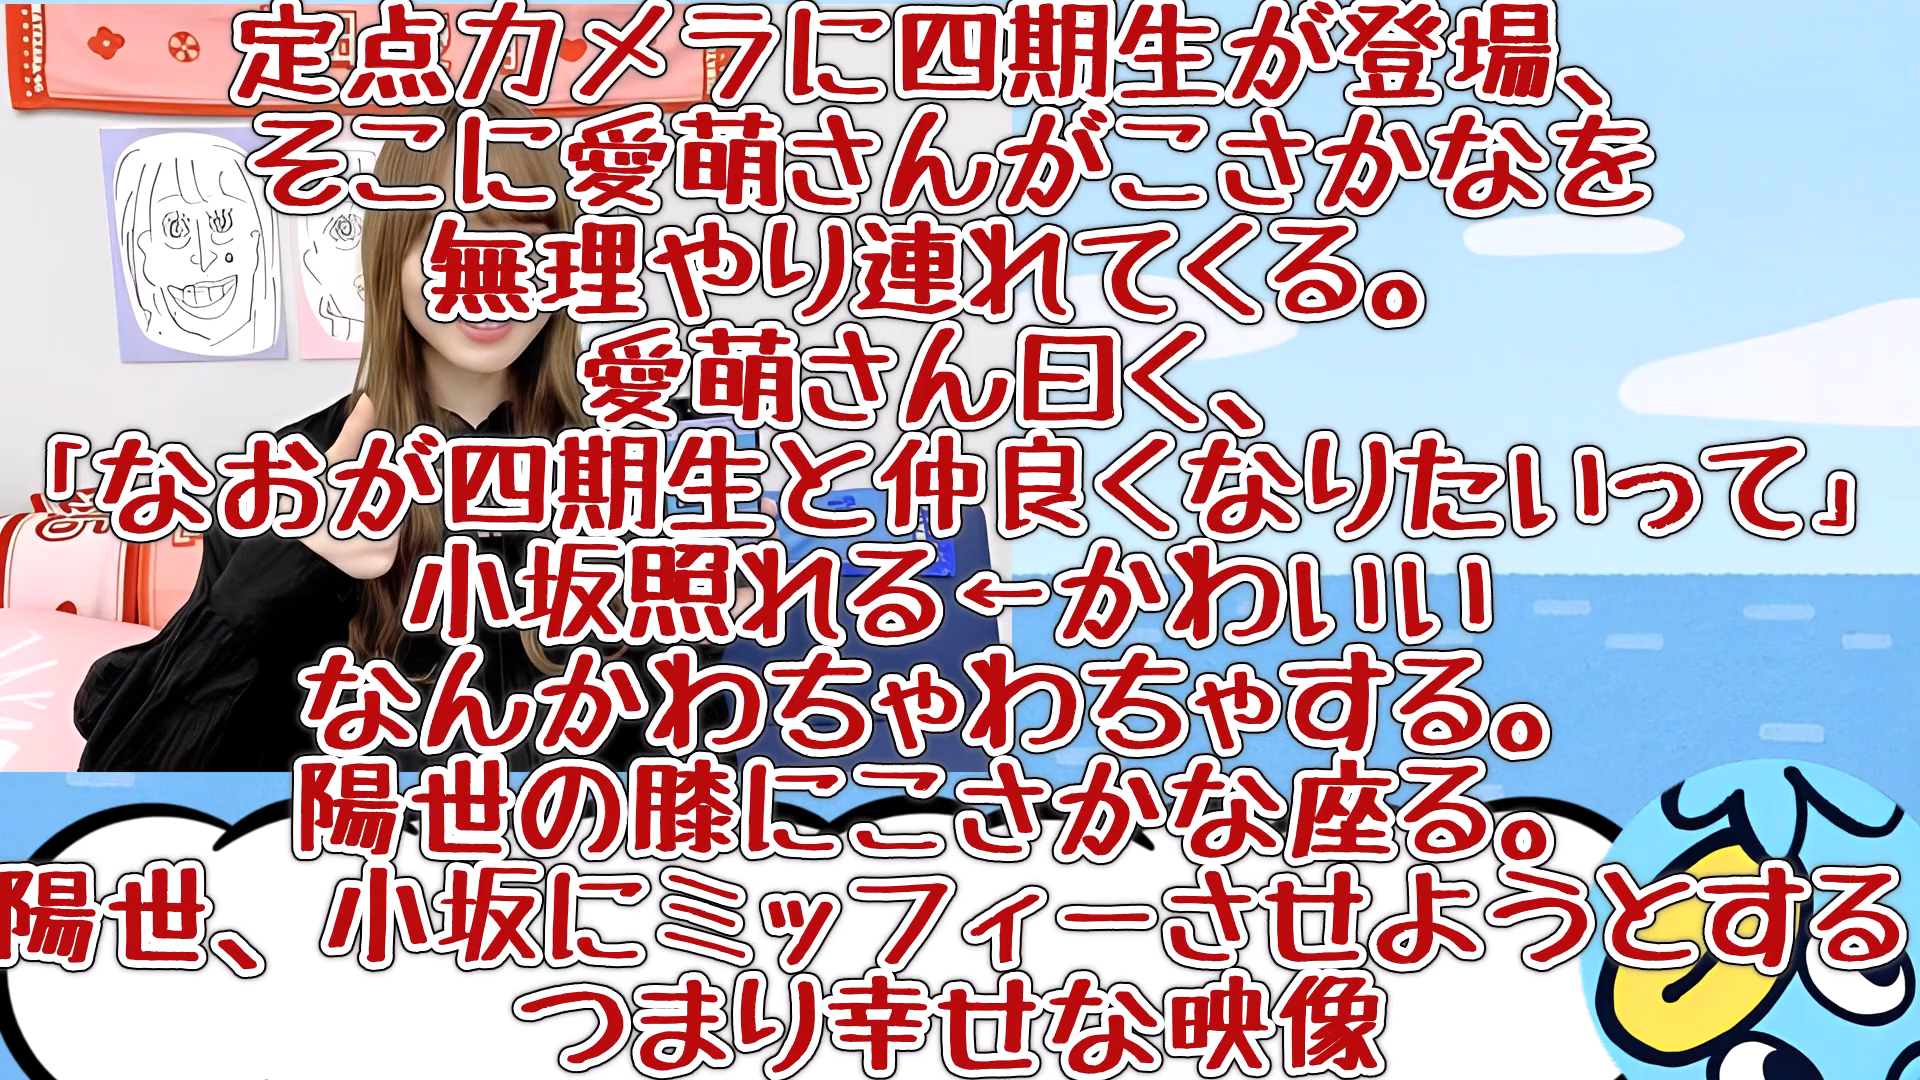 定点カメラに四期生が登場、
そこに愛萌さんがこさかなを
無理やり連れてくる。
愛萌さん曰く、
「なおが四期生と仲良くなりたいって」
小坂照れる←かわいい
なんかわちゃわちゃする。
陽世の膝にこさかな座る。
陽世、小坂にミッフィーさせようとする
つまり幸せな映像